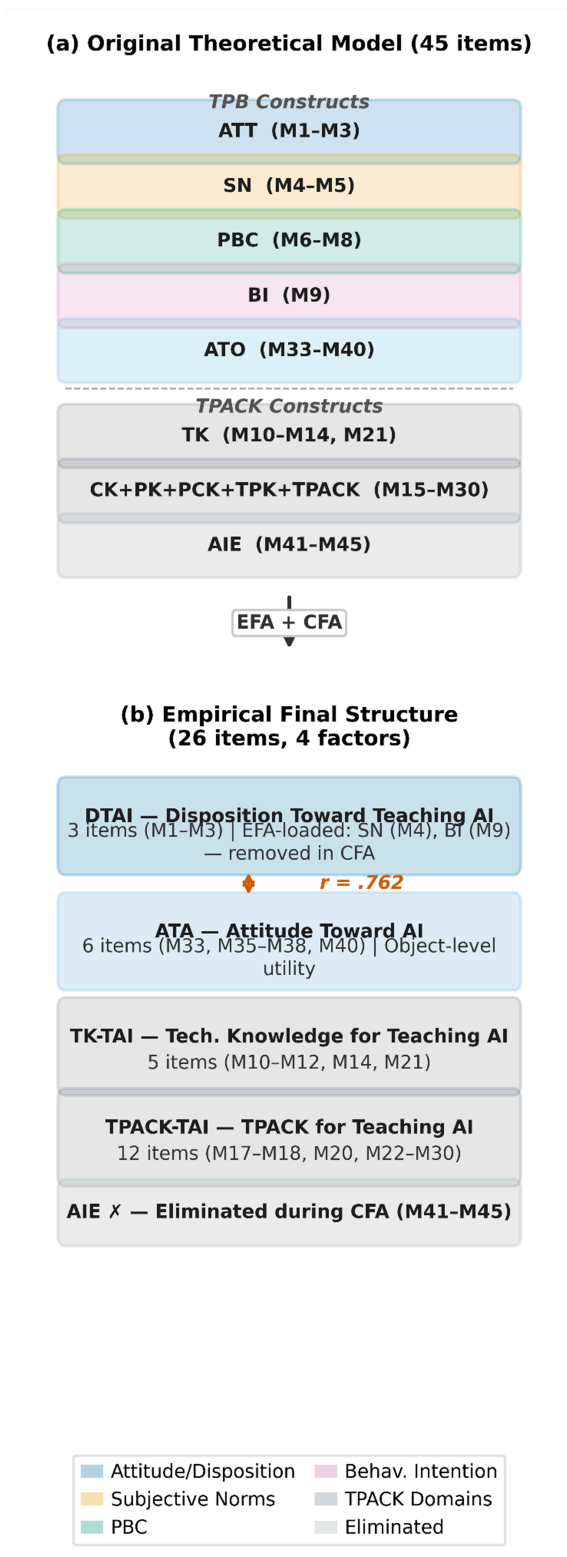 (a) Original Theoretical Model (45 items)
TPB Constructs
ATT (M1–M3)
SN (M4–M5)
PBC (M6–M8)
BI (M9)
ATO (M33–M40)
TPACK Constructs
TK (M10–M14, M21)
CK+PK+PCK+TPK+TPACK (M15–M30)
AIE (M41–M45)
EFA + CFA
(b) Empirical Final Structure
(26 items, 4 factors)
DTAI — Disposition Toward Teaching AI
3 items (M1–M3) | EFA-loaded: SN (M4), BI (M9)
— removed in CFA
r = .762
ATA — Attitude Toward AI
6 items (M33, M35–M38, M40) | Object-level
utility
TK-TAI — Tech. Knowledge for Teaching AI
5 items (M10–M12, M14, M21)
TPACK-TAI — TPACK for Teaching AI
12 items (M17–M18, M20, M22–M30)
AIE ✗ — Eliminated during CFA (M41–M45)
Attitude/Disposition
Subjective Norms
PBC
Behav. Intention
TPACK Domains
Eliminated